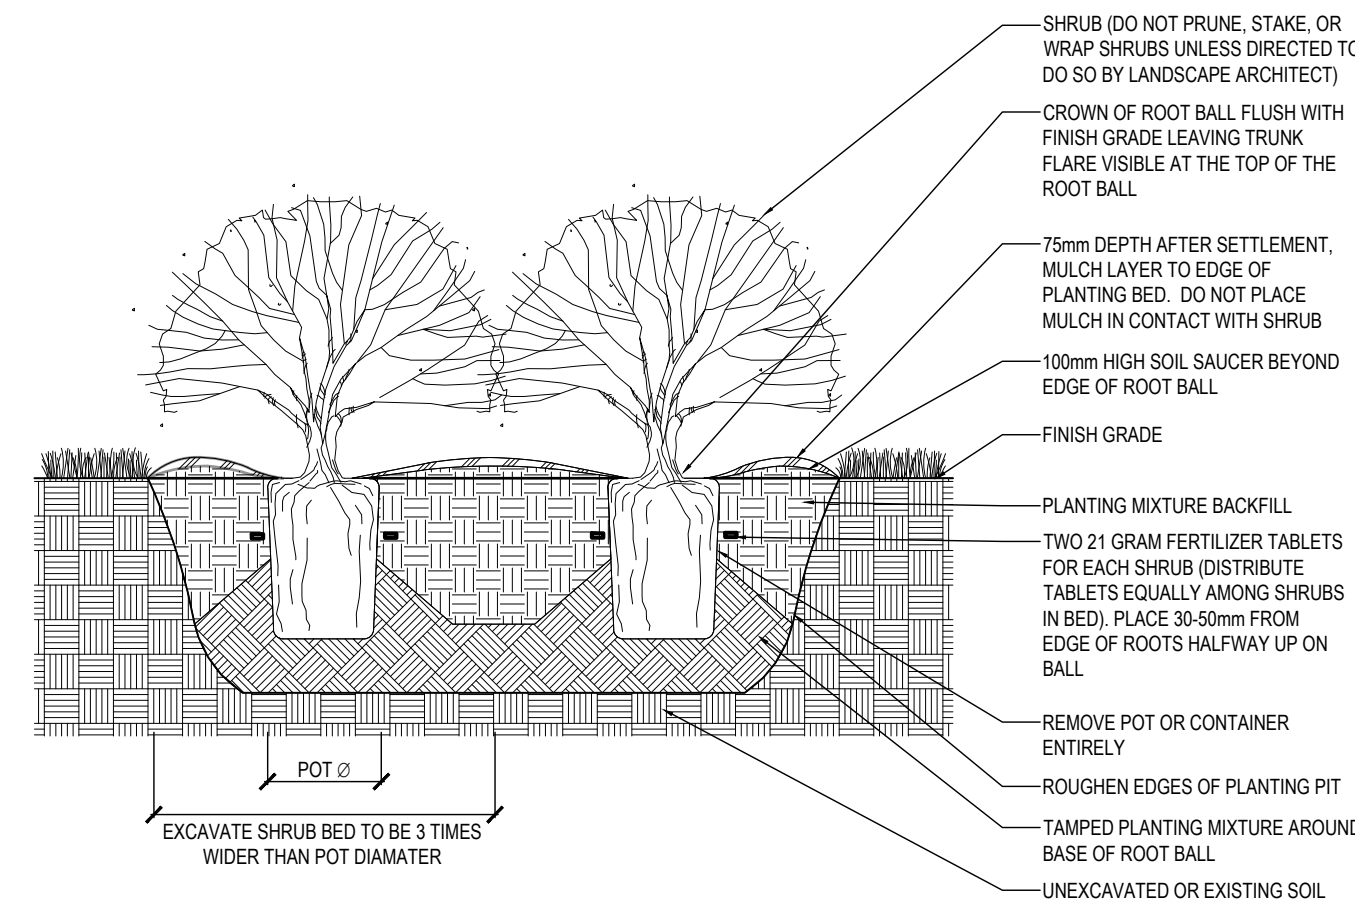 SHRUB (DO NOT PRUNE, STAKE, OR
WRAP SHRUBS UNLESS DIRECTED TO
DO SO BY LANDSCAPE ARCHITECT)
CROWN OF ROOT BALL FLUSH WITH
FINISH GRADE LEAVING TRUNK
FLARE VISIBLE AT THE TOP OF THE
ROOT BALL
75mm DEPTH AFTER SETTLEMENT,
MULCH LAYER TO EDGE OF
PLANTING BED. DO NOT PLACE
MULCH IN CONTACT WITH SHRUB
100mm HIGH SOIL SAUCER BEYOND
EDGE OF ROOT BALL
FINISH GRADE
PLANTING MIXTURE BACKFILL
TWO 21 GRAM FERTILIZER TABLETS
FOR EACH SHRUB (DISTRIBUTE
TABLETS EQUALLY AMONG SHRUBS
IN BED). PLACE 30-50mm FROM
EDGE OF ROOTS HALFWAY UP ON
BALL
REMOVE POT OR CONTAINER
ENTIRELY
ROUGHEN EDGES OF PLANTING PIT
TAMPED PLANTING MIXTURE AROUND
BASE OF ROOT BALL
UNEXCAVATED OR EXISTING SOIL
POT Ø
EXCAVATE SHRUB BED TO BE 3 TIMES
WIDER THAN POT DIAMATER